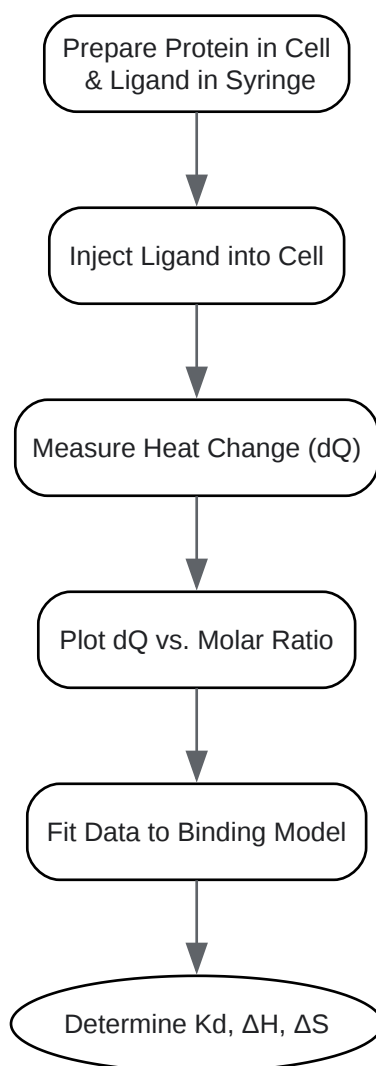 Prepare Protein in Cell
& Ligand in Syringe
Inject Ligand into Cell
Measure Heat Change (dQ)
Plot dQ vs. Molar Ratio
Fit Data to Binding Model
Determine Kd, ΔH, ΔS